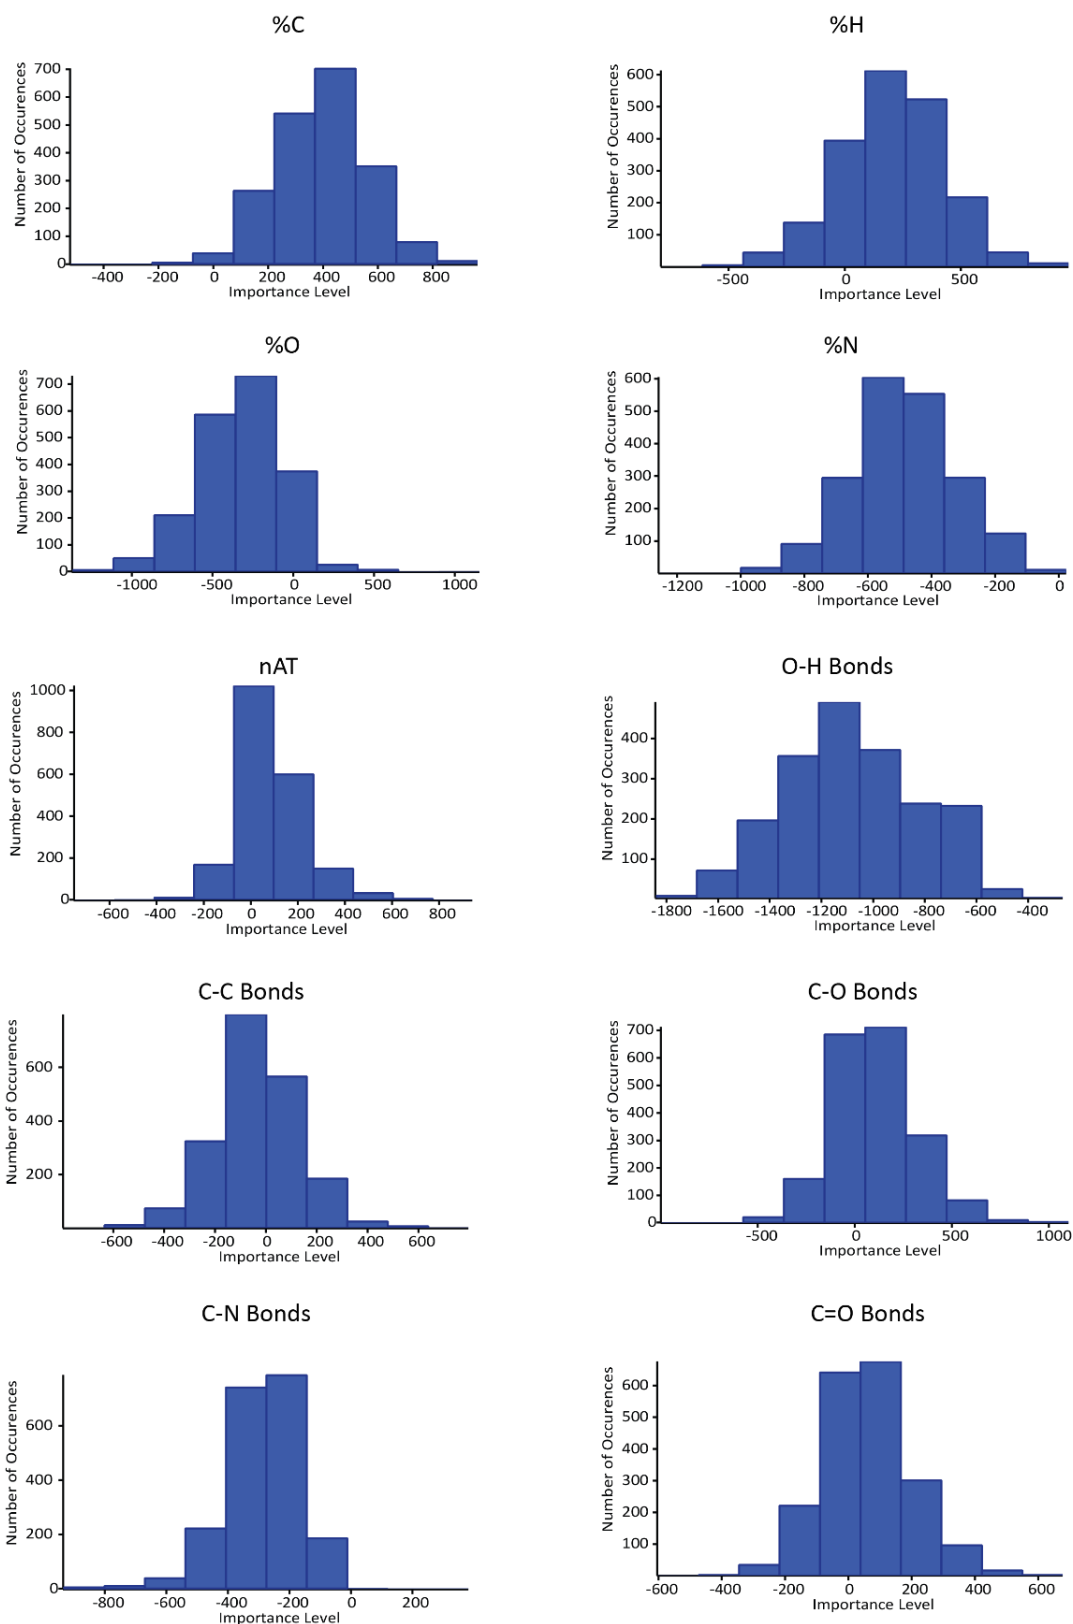 %C
Number of Occurences
700
600
500
400
300
200
100
0
-400 -200 0 200 400 600 800
Importance Level
%H
Number of Occurences
600
500
400
300
200
100
-500 0 500
Importance Level
%O
Number of Occurences
700
600
500
400
300
200
100
0
-1000 -500 0 500 1000
Importance Level
%N
Number of Occurences
600
500
400
300
200
100
-1200 -1000 -800 -600 -400 -200 0
Importance Level
nAT
Number of Occurences
1000
800
600
400
200
0
-600 -400 -200 0 200 400 600 800
Importance Level
O-H Bonds
Number of Occurences
400
300
200
100
-1800 -1600 -1400 -1200 -1000 -800 -600 -400
Importance Level
C-C Bonds
Number of Occurences
600
400
200
-600 -400 -200 0 200 400 600
Importance Level
C-O Bonds
Number of Occurences
700
600
500
400
300
200
100
0
-500 0 500 1000
Importance Level
C-N Bonds
Number of Occurences
600
400
200
0
-800 -600 -400 -200 0 200
Importance Level
C=O Bonds
Number of Occurences
600
500
400
300
200
100
-600 -400 -200 0 200 400 600
Importance Level